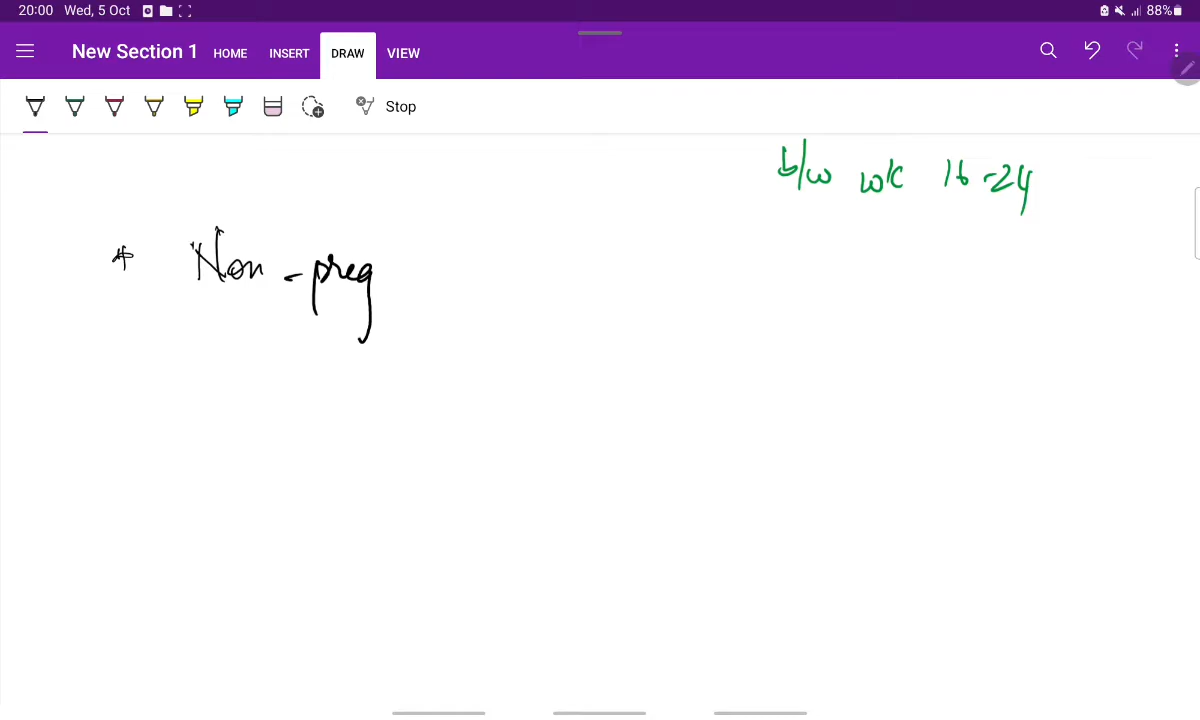 20:00 Wed, 5 Oct 88%
New Section 1 HOME INSERT DRAW VIEW
Stop
b/w wk 16-24
* Non-preg